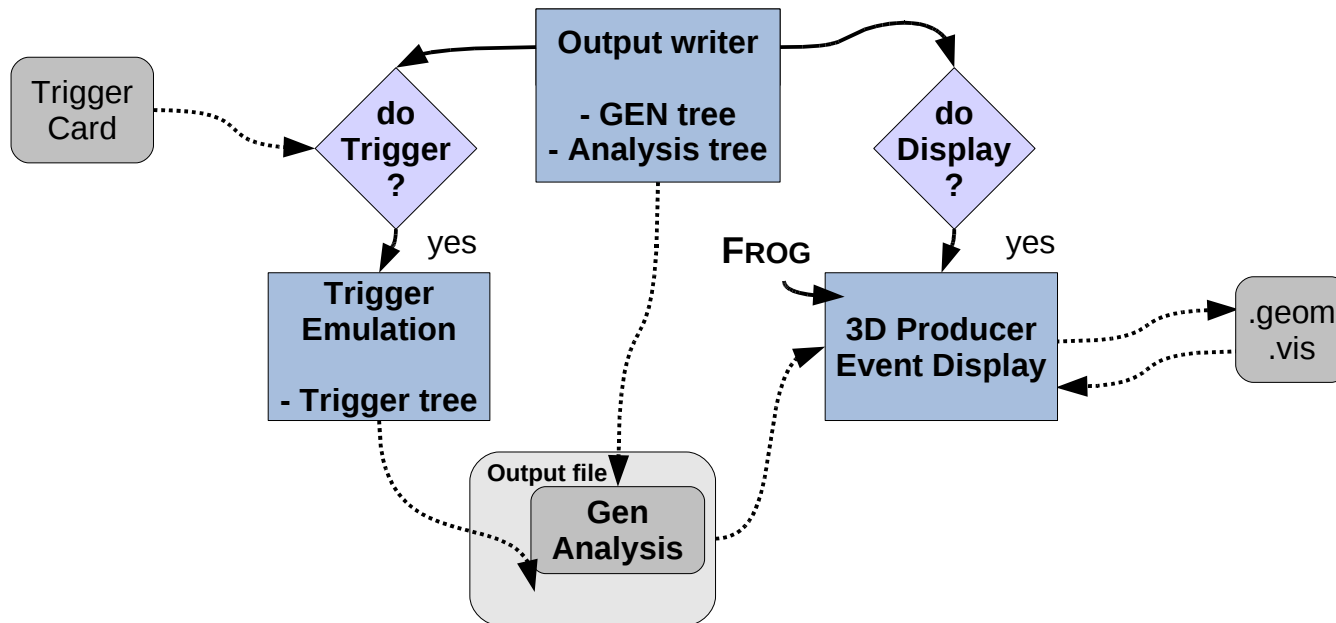 Output writer
- GEN tree
- Analysis tree
Trigger
Card
do
Trigger
?
do
Display
?
yes
yes
FROG
Trigger
Emulation
- Trigger tree
3D Producer
Event Display
.geom
.vis
Output file
Gen
Analysis